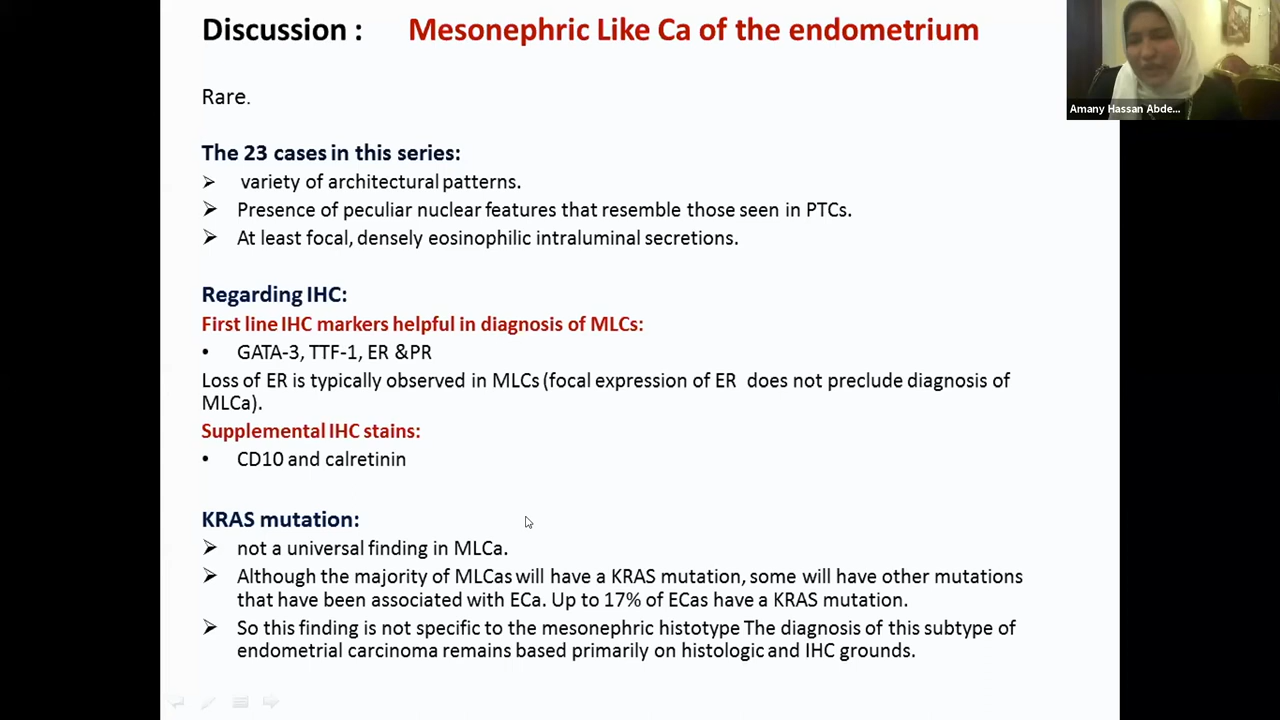 Discussion : Mesonephric Like Ca of the endometrium
Amany Hassan Abde...
Rare.
The 23 cases in this series:
➢ variety of architectural patterns.
➢ Presence of peculiar nuclear features that resemble those seen in PTCs.
➢ At least focal, densely eosinophilic intraluminal secretions.
Regarding IHC:
First line IHC markers helpful in diagnosis of MLCs:
• GATA-3, TTF-1, ER &PR
Loss of ER is typically observed in MLCs (focal expression of ER does not preclude diagnosis of
MLCa).
Supplemental IHC stains:
• CD10 and calretinin
KRAS mutation:
➢ not a universal finding in MLCa.
➢ Although the majority of MLCas will have a KRAS mutation, some will have other mutations
that have been associated with ECa. Up to 17% of ECas have a KRAS mutation.
➢ So this finding is not specific to the mesonephric histotype The diagnosis of this subtype of
endometrial carcinoma remains based primarily on histologic and IHC grounds.